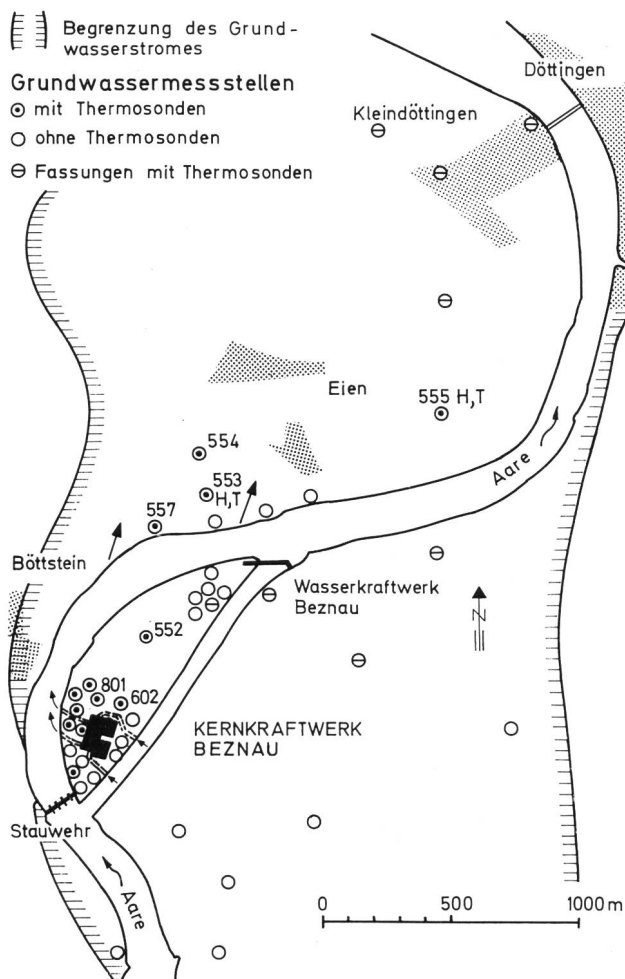 Begrenzung des Grund-
wasserstromes
Grundwassermessstellen
mit Thermosonden
ohne Thermosonden
Fassungen mit Thermosonden
Döttingen
Kleindöttingen
Eien
555 H,T
554
553
H,T
557
Aare
Böttstein
Wasserkraftwerk
Beznau
N
552
801
602
KERNKRAFTWERK
BEZNAU
Stauwehr
Aare
0 500 1000 m